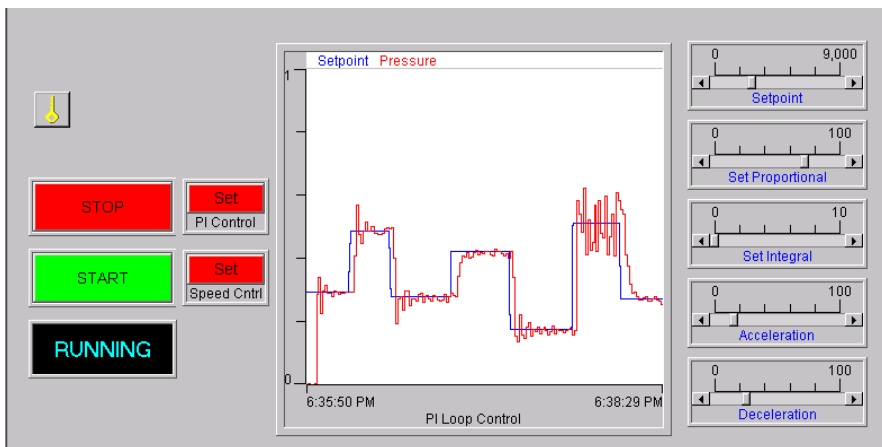 STOP
Set
PI Control
START
Set
Speed Cntrl
RUNNING
Setpoint Pressure
1
0
6:35:50 PM 6:38:29 PM
PI Loop Control
0 9,000
Setpoint
0 100
Set Proportional
0 10
Set Integral
0 100
Acceleration
0 100
Deceleration